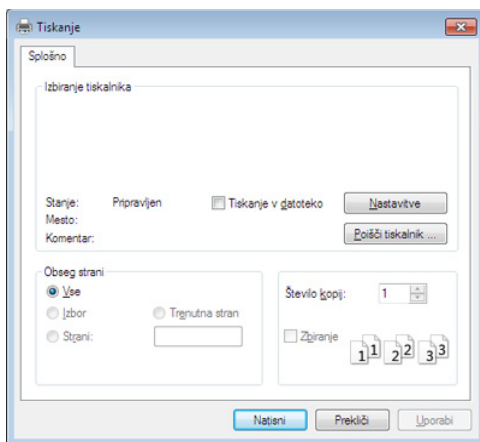 Tiskanje
Splošno
Izbiranje tiskalnika
Stanje: Pripravljen
Tiskanje v datoteko
Nastavitve
Mesto:
Komentar:
Poišči tiskalnik ...
Obseg strani
Vse
Izbor
Trenutna stran
Strani:
Število kopij: 1
Zbiranje
1 1 2 2 3 3
Natisni
Prekliči
Uporabi